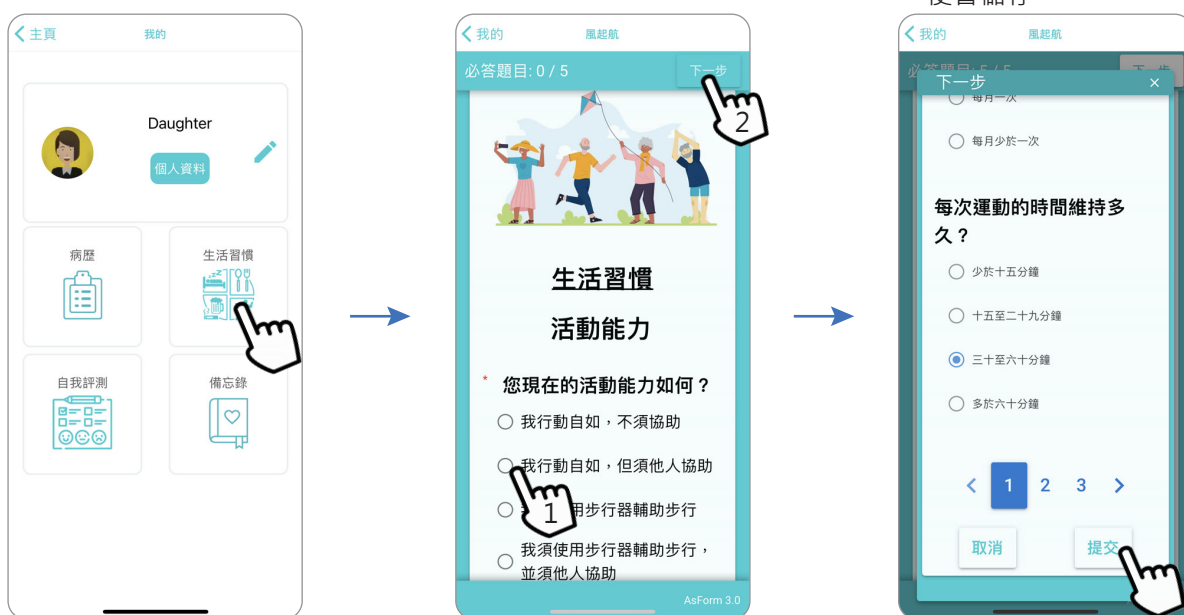 主頁
我的
Daughter
個人資料
病歷
生活習慣
自我評測
備忘錄
我的
風起航
必答題目: 0 / 5
下一步
2
生活習慣
活動能力
* 您現在的活動能力如何？
我行動自如，不須協助
我行動自如，但須他人協助
用步行器輔助步行
1
我須使用步行器輔助步行，
並須他人協助
AsForm 3.0
我的
風起航
下一步
×
每月一次
每月少於一次
每次運動的時間維持多
久？
少於十五分鐘
十五至二十九分鐘
三十至六十分鐘
多於六十分鐘
1 2 3
取消
提交